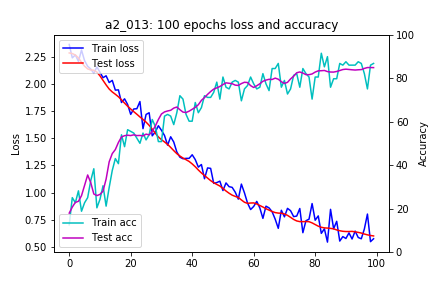 a2_013: 100 epochs loss and accuracy
Train loss
Test loss
Train acc
Test acc
Loss
2.25
2.00
1.75
1.50
1.25
1.00
0.75
0.50
Accuracy
100
80
60
40
20
0
0 20 40 60 80 100